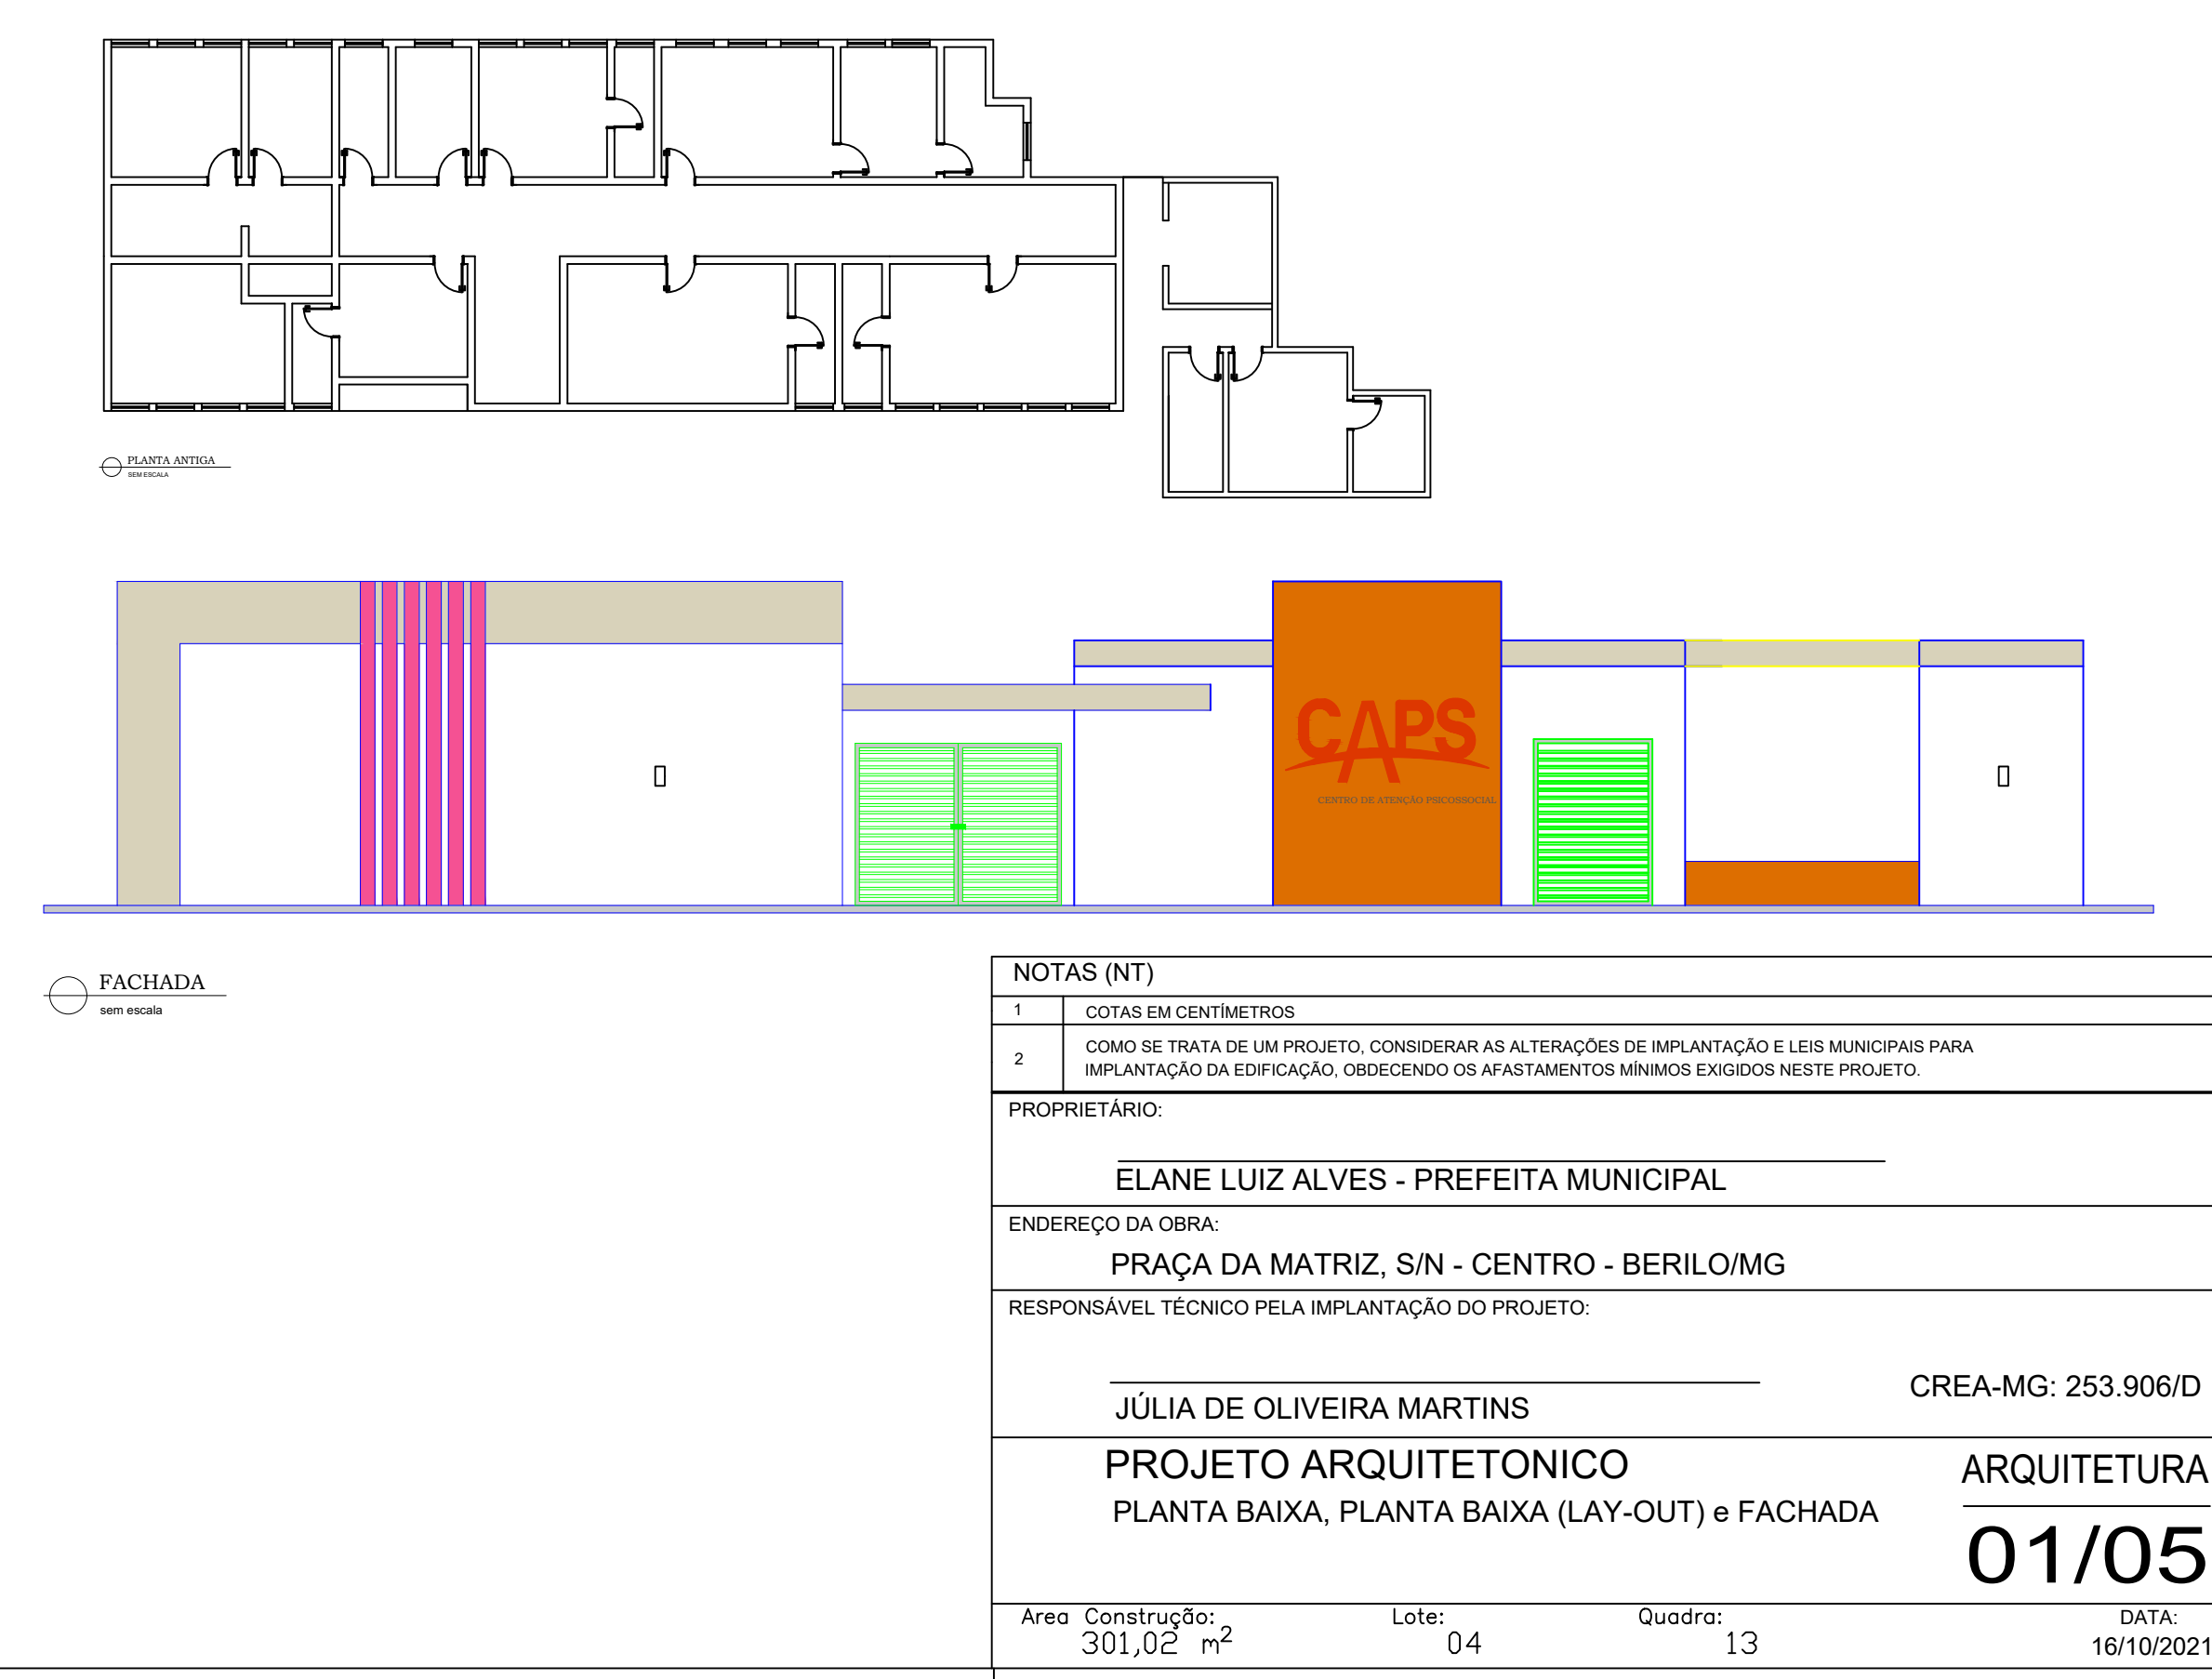 PLANTA ANTIGA
SEM ESCALA
CAPS
CENTRO DE ATENÇÃO PSICOSSOCIAL
FACHADA
sem escala
NOTAS (NT)
1 COTAS EM CENTÍMETROS
2 COMO SE TRATA DE UM PROJETO, CONSIDERAR AS ALTERAÇÕES DE IMPLANTAÇÃO E LEIS MUNICIPAIS PARA
IMPLANTAÇÃO DA EDIFICAÇÃO, OBDECENDO OS AFASTAMENTOS MÍNIMOS EXIGIDOS NESTE PROJETO.
PROPRIETÁRIO:
ELANE LUIZ ALVES - PREFEITA MUNICIPAL
ENDEREÇO DA OBRA:
PRAÇA DA MATRIZ, S/N - CENTRO - BERILO/MG
RESPONSÁVEL TÉCNICO PELA IMPLANTAÇÃO DO PROJETO:
CREA-MG: 253.906/D
JÚLIA DE OLIVEIRA MARTINS
PROJETO ARQUITETONICO
PLANTA BAIXA, PLANTA BAIXA (LAY-OUT) e FACHADA
ARQUITETURA
01/05
Area Construção: Lote: Quadra: DATA:
301,02 m² 04 13 16/10/2021